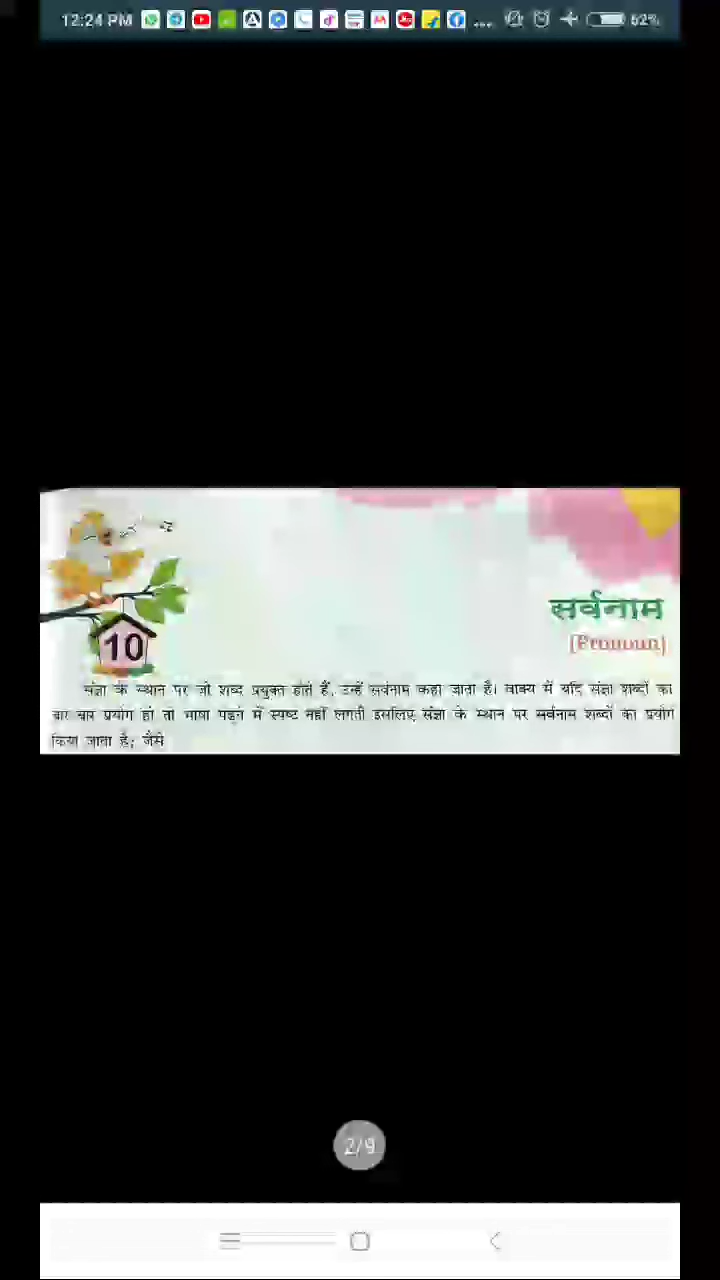 12:24 PM ... 62%
सर्वनाम
(Pronoun)
10
संज्ञा के स्थान पर जो शब्द प्रयुक्त होते हैं, उन्हें सर्वनाम कहा जाता है। वाक्य में यदि संज्ञा शब्दों का
बार बार प्रयोग हो तो भाषा पढ़ने में स्पष्ट नहीं लगती इसलिए संज्ञा के स्थान पर सर्वनाम शब्दों का प्रयोग
किया जाता है; जैसे
2/9